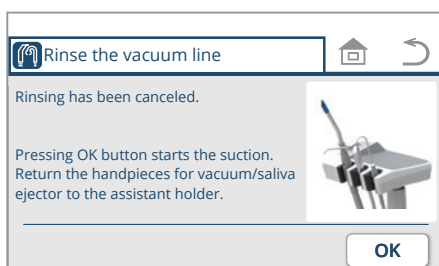 Rinse the vacuum line
Rinsing has been canceled.
Pressing OK button starts the suction.
Return the handpieces for vacuum/saliva
ejector to the assistant holder.
OK